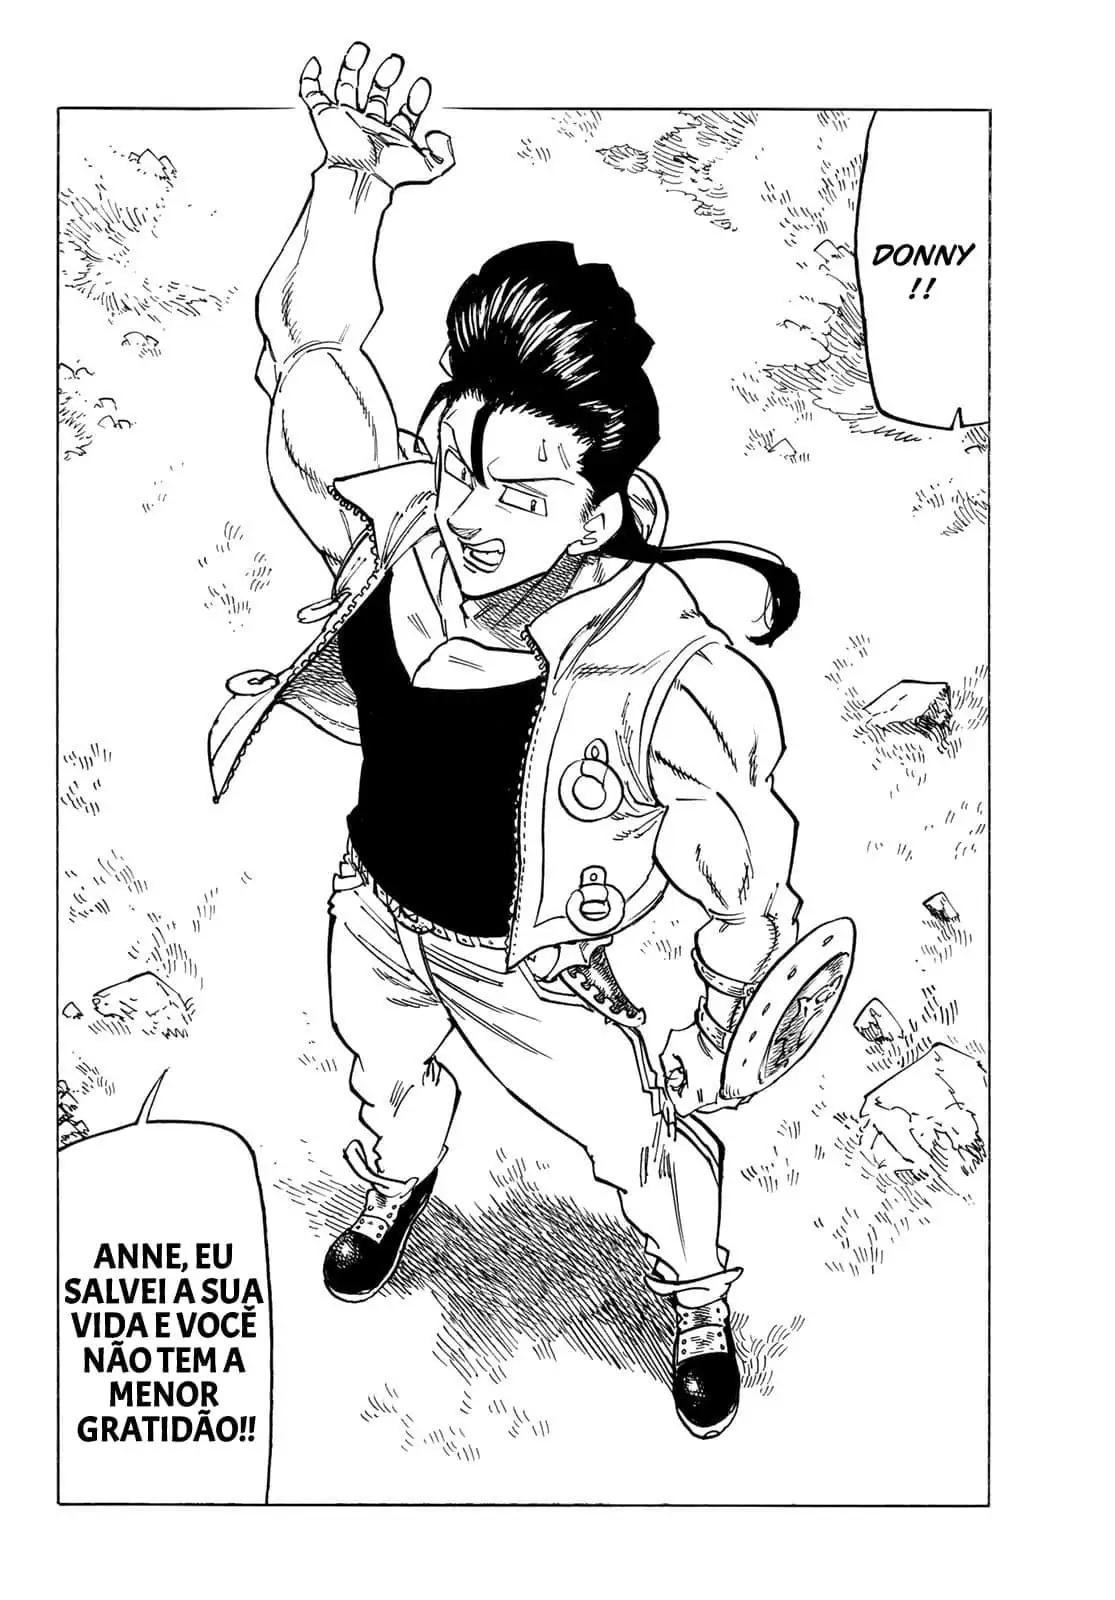 DONNY
!!
ANNE, EU
SALVEI A SUA
VIDA E VOCÊ
NÃO TEM A
MENOR
GRATIDÃO!!